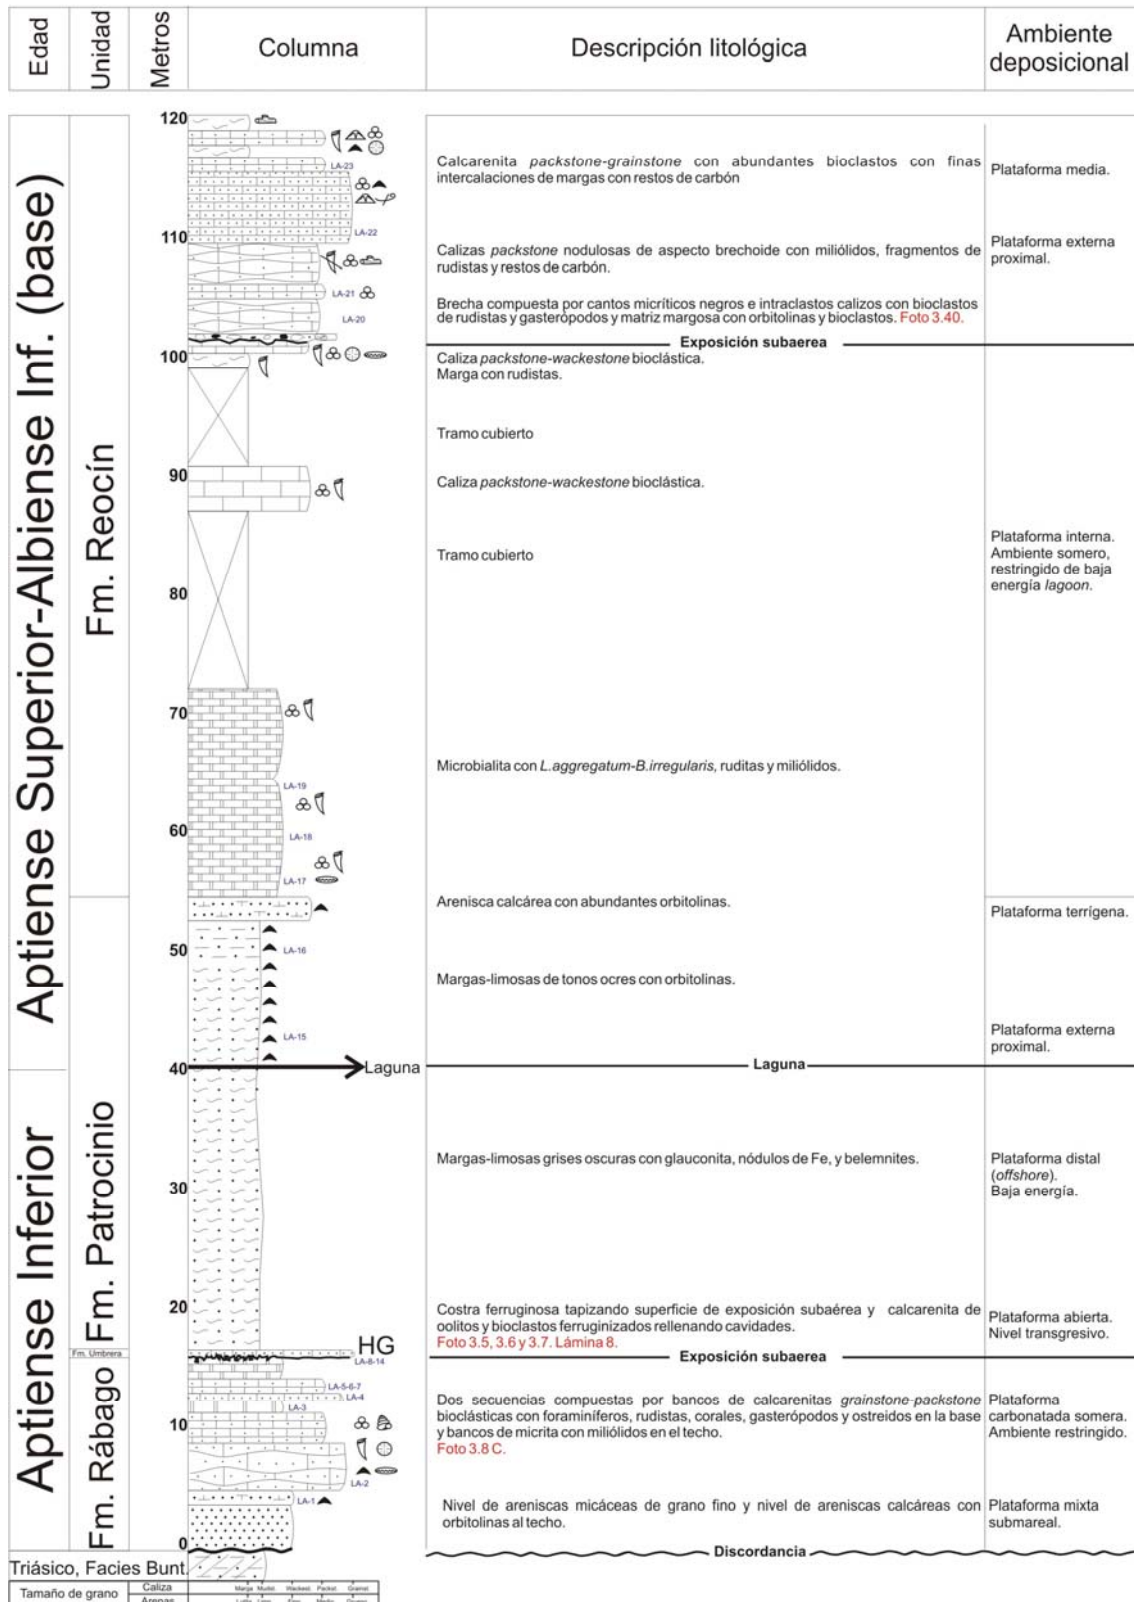 Edad
Unidad
Metros
Columna
Descripción litológica
Ambiente
deposicional
Aptiense Superior-Albiense Inf. (base)
Aptiense Inferior
Fm. Reocín
Fm. Patrocinio
Fm. Umbrera
Fm. Rábago
120
LA-23
LA-22
110
LA-21
LA-20
100
90
80
70
LA-19
LA-18
60
LA-17
50
LA-16
LA-15
40
Laguna
30
20
HG
LA-8-14
LA-5-6-7
LA-4
LA-3
10
LA-2
LA-1
0
Calcarenita packstone-grainstone con abundantes bioclastos con finas
intercalaciones de margas con restos de carbón
Plataforma media.
Calizas packstone nodulosas de aspecto brechoide con miliólidos, fragmentos de
rudistas y restos de carbón.
Plataforma externa
proximal.
Brecha compuesta por cantos micríticos negros e intraclastos calizos con bioclastos
de rudistas y gasterópodos y matriz margosa con orbitolinas y bioclastos. Foto 3.40.
Exposición subaerea
Caliza packstone-wackestone bioclástica.
Marga con rudistas.
Tramo cubierto
Caliza packstone-wackestone bioclástica.
Tramo cubierto
Plataforma interna.
Ambiente somero,
restringido de baja
energía lagoon.
Microbialita con L.aggregatum-B.irregularis, ruditas y miliólidos.
Arenisca calcárea con abundantes orbitolinas.
Plataforma terrígena.
Margas-limosas de tonos ocres con orbitolinas.
Plataforma externa
proximal.
Laguna
Margas-limosas grises oscuras con glauconita, nódulos de Fe, y belemnites.
Plataforma distal
(offshore).
Baja energía.
Costra ferruginosa tapizando superficie de exposición subaérea y calcarenita de
oolitos y bioclastos ferruginizados rellenando cavidades.
Foto 3.5, 3.6 y 3.7. Lámina 8.
Plataforma abierta.
Nivel transgresivo.
Exposición subaerea
Dos secuencias compuestas por bancos de calcarenitas grainstone-packstone
bioclásticas con foraminíferos, rudistas, corales, gasterópodos y ostreidos en la base
y bancos de micrita con miliólidos en el techo.
Foto 3.8 C.
Plataforma
carbonatada somera.
Ambiente restringido.
Nivel de areniscas micáceas de grano fino y nivel de areniscas calcáreas con
orbitolinas al techo.
Plataforma mixta
submareal.
Discordancia
Triásico, Facies Bunt.
Tamaño de grano
Caliza
Marga Mudst. Wackest. Packst. Grainst.
Arenas